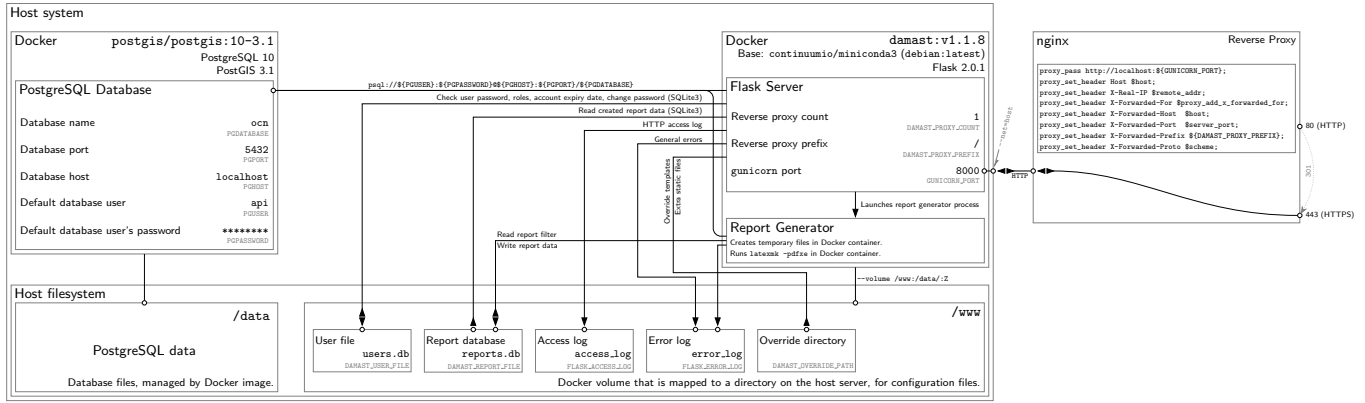 Host system
Docker
postgis/postgis:10-3.1
PostgreSQL 10
PostGIS 3.1
PostgreSQL Database
Database name
ocn
PGDATABASE
Database port
5432
PGPORT
Database host
localhost
PGHOST
Default database user
api
PGUSER
Default database user's password
********
PGPASSWORD
psql://${PGUSER}:${PGPASSWORD}@${PGHOST}:${PGPORT}/${PGDATABASE}
Check user password, roles, account expiry date, change password (SQLite3)
Read created report data (SQLite3)
HTTP access log
General errors
Override templates
Extra static files
Read report filter
Write report data
Docker
damast:v1.1.8
Base: continuumio/miniconda3 (debian:latest)
Flask 2.0.1
Flask Server
Reverse proxy count
1
DAMAST_PROXY_COUNT
Reverse proxy prefix
/
DAMAST_PROXY_PREFIX
gunicorn port
8000
GUNICORN_PORT
Launches report generator process
Report Generator
Creates temporary files in Docker container.
Runs latexmk -pdfxe in Docker container.
--volume /www:/data/:Z
--net=host
HTTP
nginx
Reverse Proxy
proxy_pass http://localhost:${GUNICORN_PORT};
proxy_set_header Host $host;
proxy_set_header X-Real-IP $remote_addr;
proxy_set_header X-Forwarded-For $proxy_add_x_forwarded_for;
proxy_set_header X-Forwarded-Host $host;
proxy_set_header X-Forwarded-Port $server_port;
proxy_set_header X-Forwarded-Prefix ${DAMAST_PROXY_PREFIX};
proxy_set_header X-Forwarded-Proto $scheme;
80 (HTTP)
301
443 (HTTPS)
Host filesystem
/data
PostgreSQL data
Database files, managed by Docker image.
/www
User file
users.db
DAMAST_USER_FILE
Report database
reports.db
DAMAST_REPORT_FILE
Access log
access_log
FLASK_ACCESS_LOG
Error log
error_log
FLASK_ERROR_LOG
Override directory
DAMAST_OVERRIDE_PATH
Docker volume that is mapped to a directory on the host server, for configuration files.